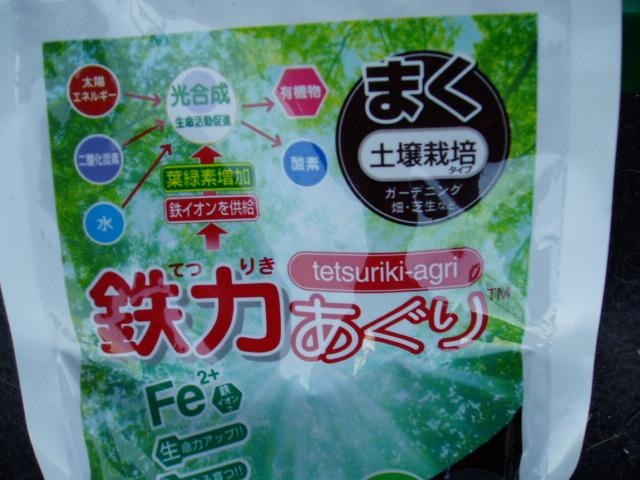 太陽
エネルギー
光合成
生命活動促進
有機物
二酸化炭素
酸素
水
葉緑素増加
鉄イオンを供給
まく
土壌栽培
タイプ
ガーデニング
畑・芝生など
てつ りき
tetsuriki-agri
鉄力あぐり™
Fe2+
鉄イオン
生命力アップ!!